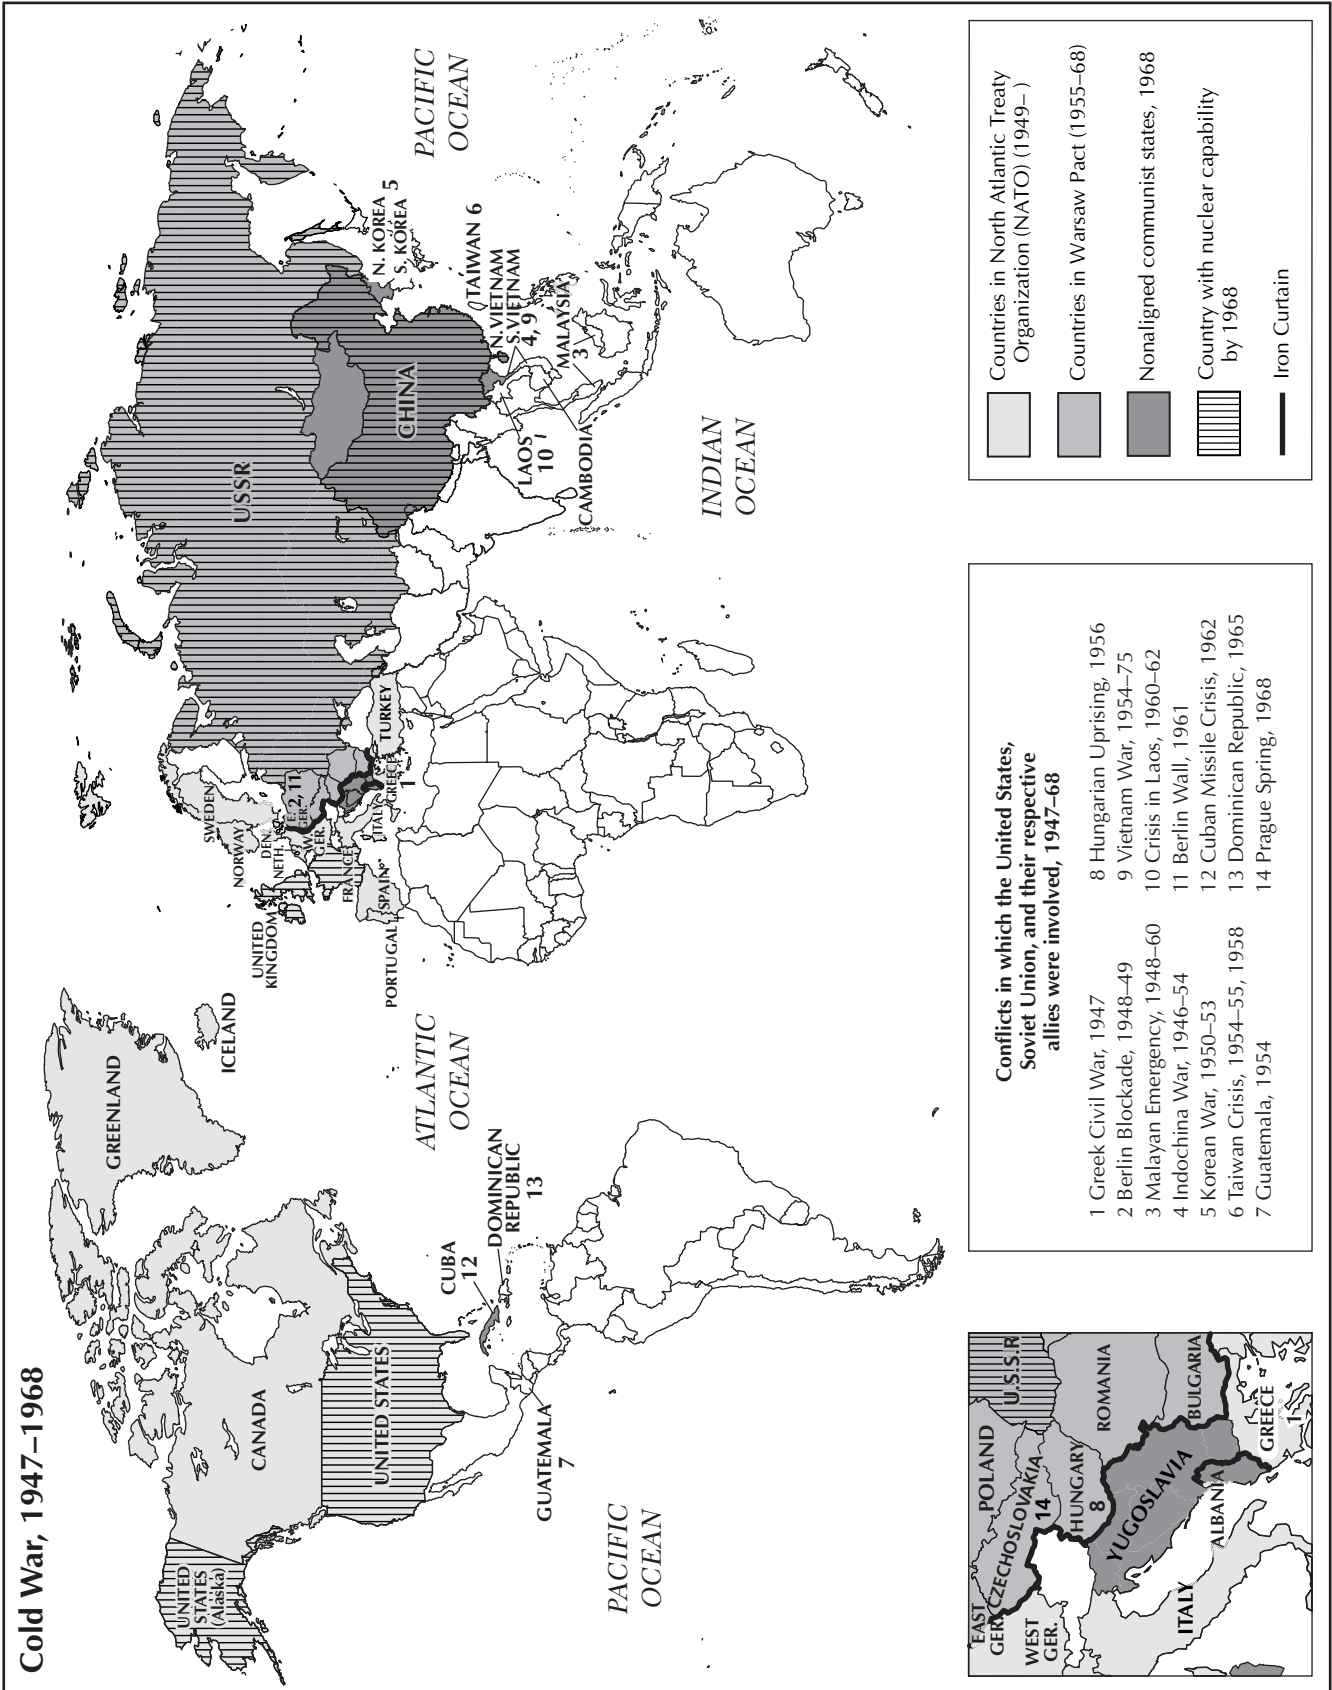 Cold War, 1947–1968
UNITED
STATES
(Alaska)
CANADA
GREENLAND
ICELAND
UNITED STATES
CUBA
12
DOMINICAN
REPUBLIC
13
GUATEMALA
7
PACIFIC
OCEAN
ATLANTIC
OCEAN
UNITED
KINGDOM
NORWAY
SWEDEN
DEN.
NETH.
E.
GER.
2, 11
W.
GER.
FRANCE
SPAIN
PORTUGAL
ITALY
GREECE
1
TURKEY
USSR
CHINA
N. KOREA
S. KOREA
5
TAIWAN 6
N. VIETNAM
S. VIETNAM
4, 9
LAOS
10
CAMBODIA
MALAYSIA
3
PACIFIC
OCEAN
INDIAN
OCEAN
EAST
GER.
WEST
GER.
POLAND
CZECHOSLOVAKIA
14
HUNGARY
8
U.S.S.R
ROMANIA
BULGARIA
YUGOSLAVIA
ALBANIA
GREECE
1
ITALY
Conflicts in which the United States,
Soviet Union, and their respective
allies were involved, 1947–68
1 Greek Civil War, 1947
2 Berlin Blockade, 1948–49
3 Malayan Emergency, 1948–60
4 Indochina War, 1946–54
5 Korean War, 1950–53
6 Taiwan Crisis, 1954–55, 1958
7 Guatemala, 1954
8 Hungarian Uprising, 1956
9 Vietnam War, 1954–75
10 Crisis in Laos, 1960–62
11 Berlin Wall, 1961
12 Cuban Missile Crisis, 1962
13 Dominican Republic, 1965
14 Prague Spring, 1968
Countries in North Atlantic Treaty
Organization (NATO) (1949– )
Countries in Warsaw Pact (1955–68)
Nonaligned communist states, 1968
Country with nuclear capability
by 1968
Iron Curtain